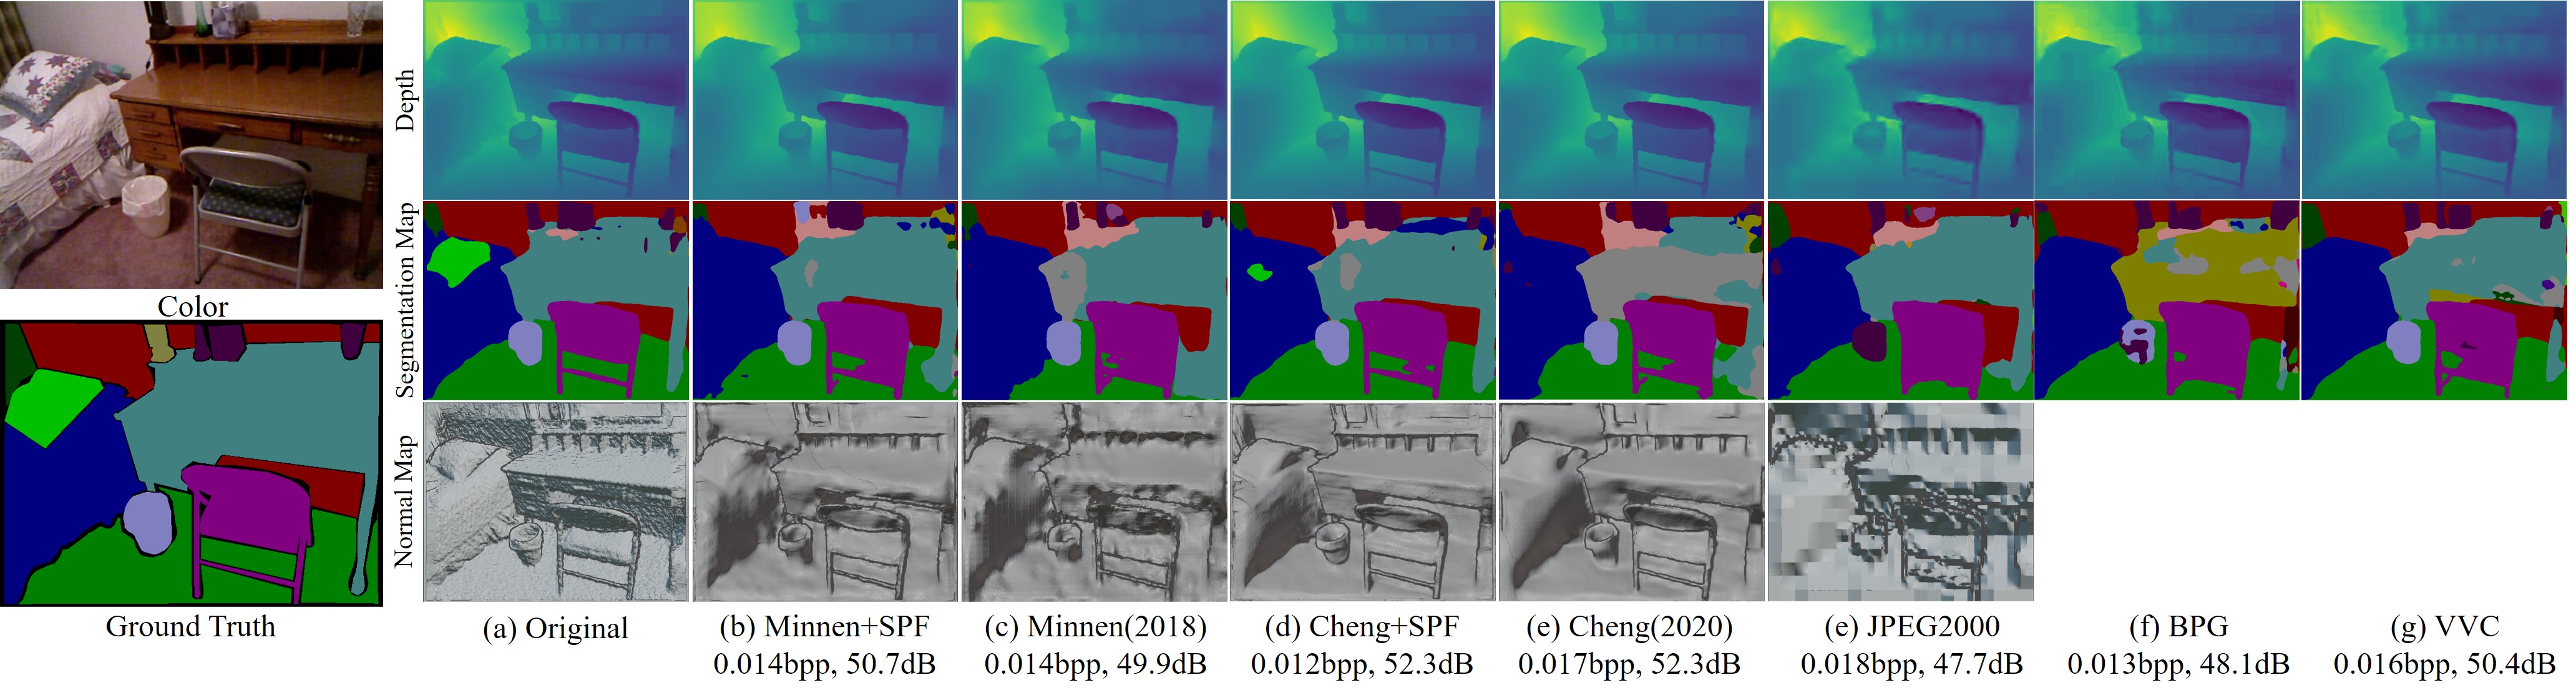 Color
Ground Truth
Depth
Segmentation Map
Normal Map
(a) Original
(b) Minnen+SPF
0.014bpp, 50.7dB
(c) Minnen(2018)
0.014bpp, 49.9dB
(d) Cheng+SPF
0.012bpp, 52.3dB
(e) Cheng(2020)
0.017bpp, 52.3dB
(e) JPEG2000
0.018bpp, 47.7dB
(f) BPG
0.013bpp, 48.1dB
(g) VVC
0.016bpp, 50.4dB